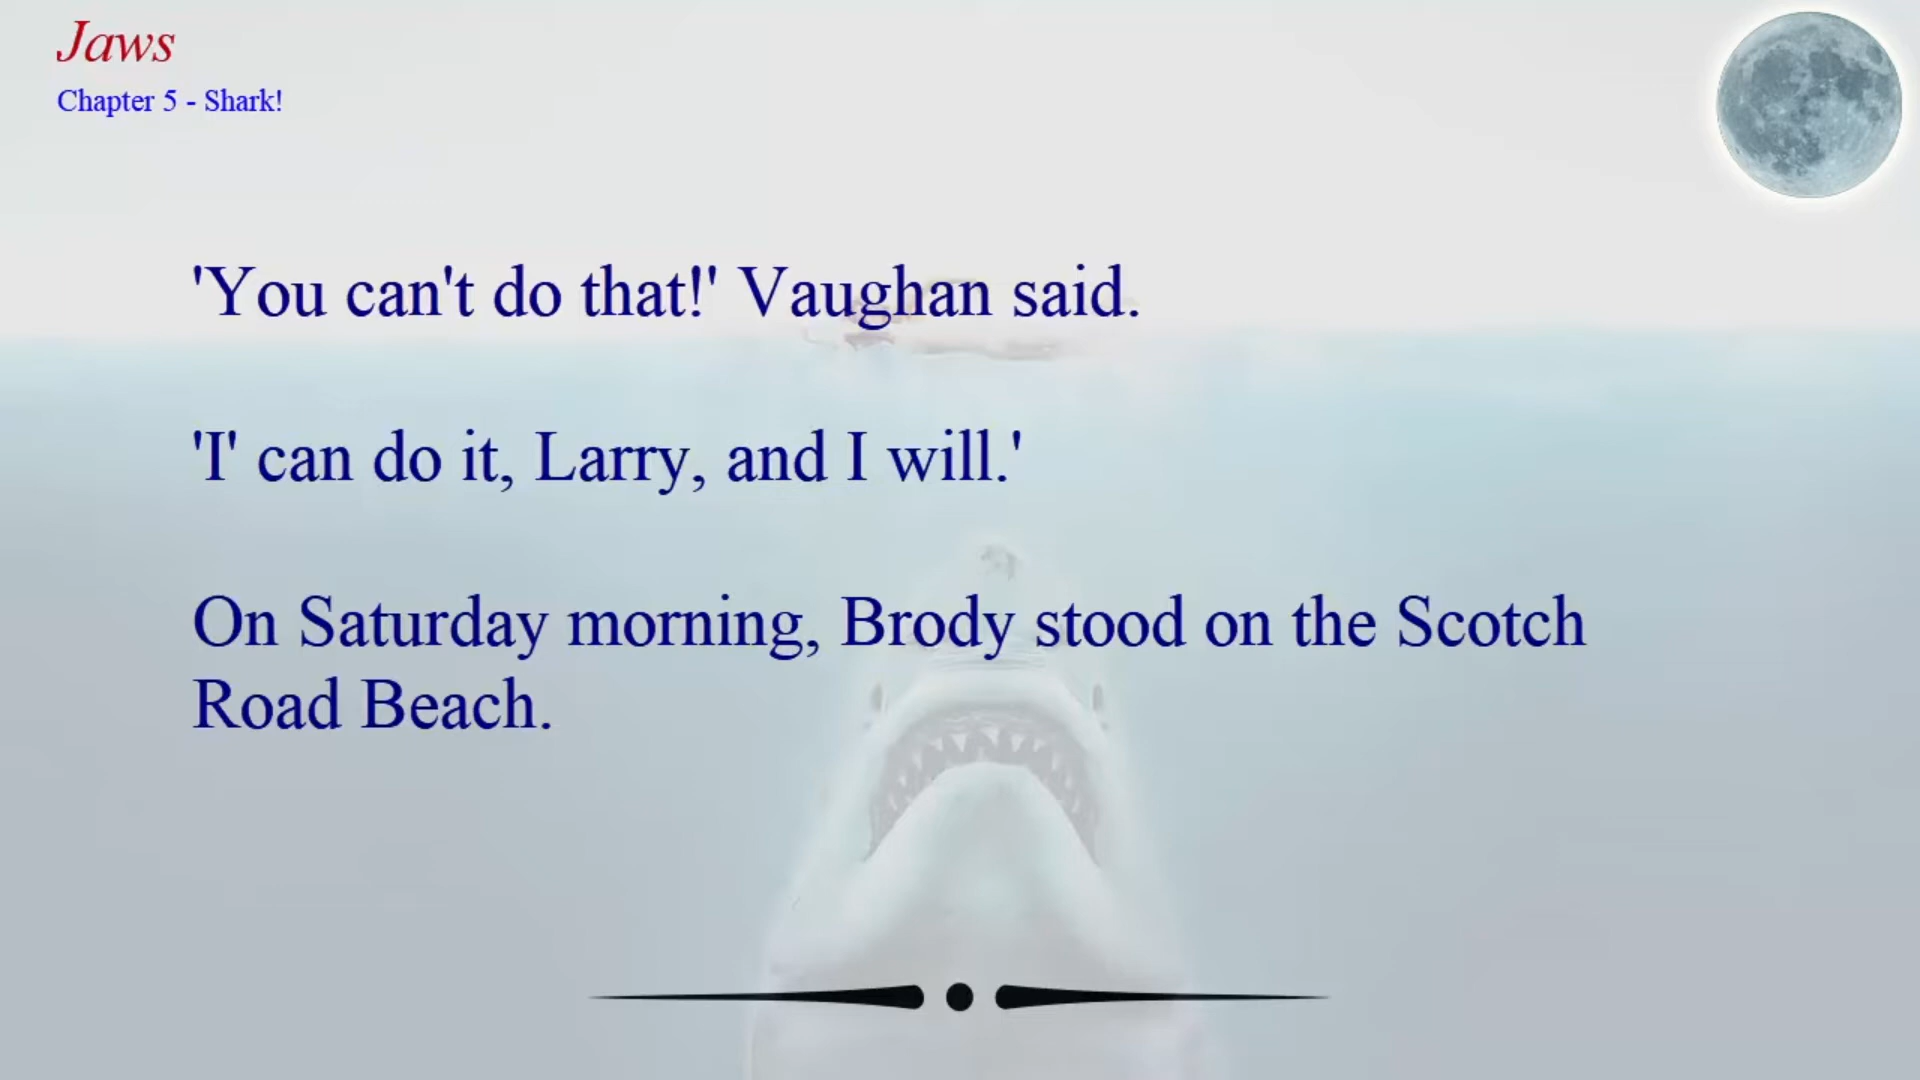 Jaws
Chapter 5 - Shark!
'You can't do that!' Vaughan said.
'I' can do it, Larry, and I will.'
On Saturday morning, Brody stood on the Scotch
Road Beach.